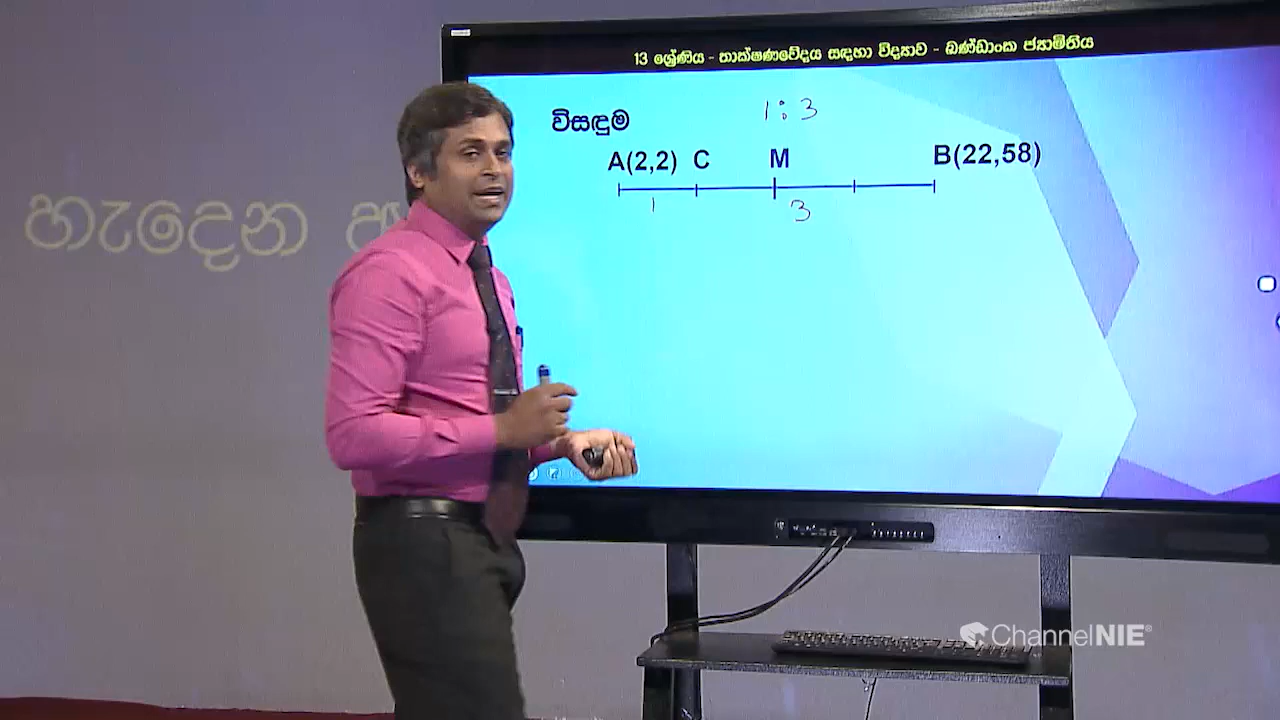 13 ශ්‍රේණිය - තාක්ෂණවේදය සඳහා විද්‍යාව - ඛණ්ඩාංක ජ්‍යාමිතිය
විසඳුම
1:3
A(2,2) C M B(22,58)
1 3
හැදෙන
ChannelNIE